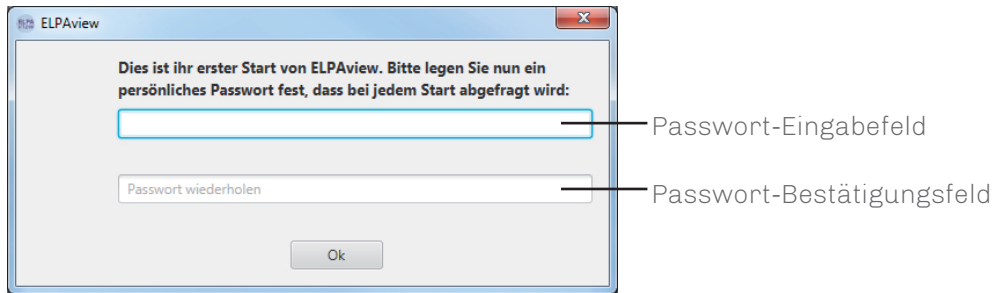 ELPAview
Dies ist ihr erster Start von ELPAview. Bitte legen Sie nun ein
persönliches Passwort fest, dass bei jedem Start abgefragt wird:
Passwort-Eingabefeld
Passwort wiederholen
Passwort-Bestätigungsfeld
Ok